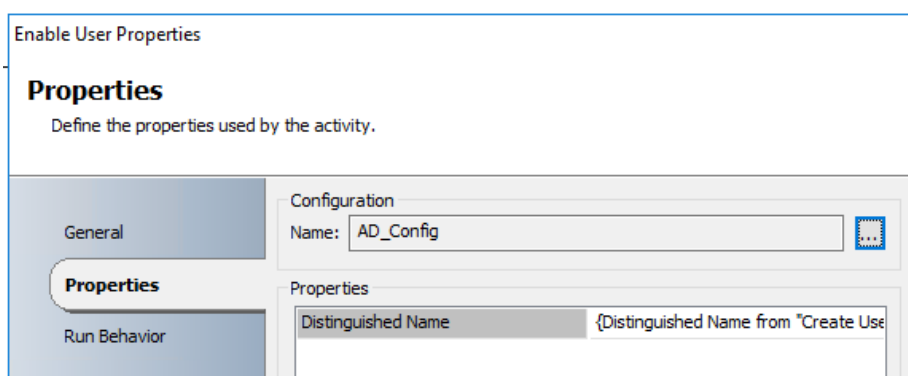 Enable User Properties
Properties
Define the properties used by the activity.
General
Properties
Run Behavior
Configuration
Name: AD_Config ...
Properties
Distinguished Name {Distinguished Name from "Create Use